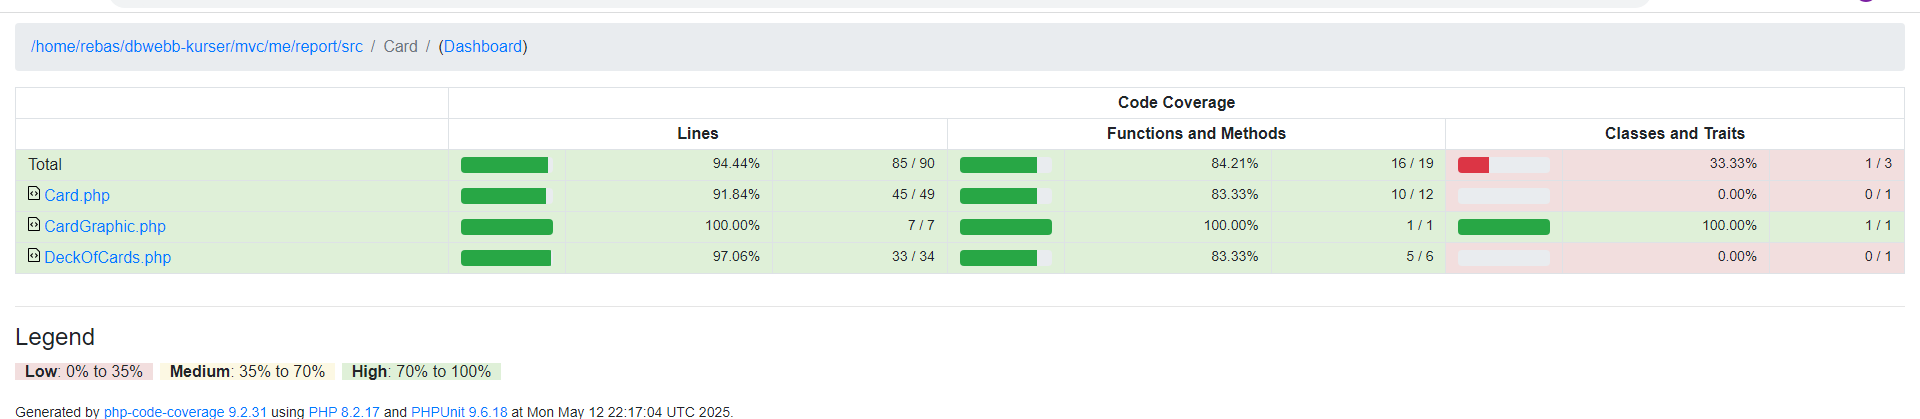 /home/rebas/dbwebb-kurser/mvc/me/report/src / Card / (Dashboard)
Code Coverage
Lines Functions and Methods Classes and Traits
Total 94.44% 85 / 90 84.21% 16 / 19 33.33% 1 / 3
Card.php 91.84% 45 / 49 83.33% 10 / 12 0.00% 0 / 1
CardGraphic.php 100.00% 7 / 7 100.00% 1 / 1 100.00% 1 / 1
DeckOfCards.php 97.06% 33 / 34 83.33% 5 / 6 0.00% 0 / 1
Legend
Low: 0% to 35% Medium: 35% to 70% High: 70% to 100%
Generated by php-code-coverage 9.2.31 using PHP 8.2.17 and PHPUnit 9.6.18 at Mon May 12 22:17:04 UTC 2025.